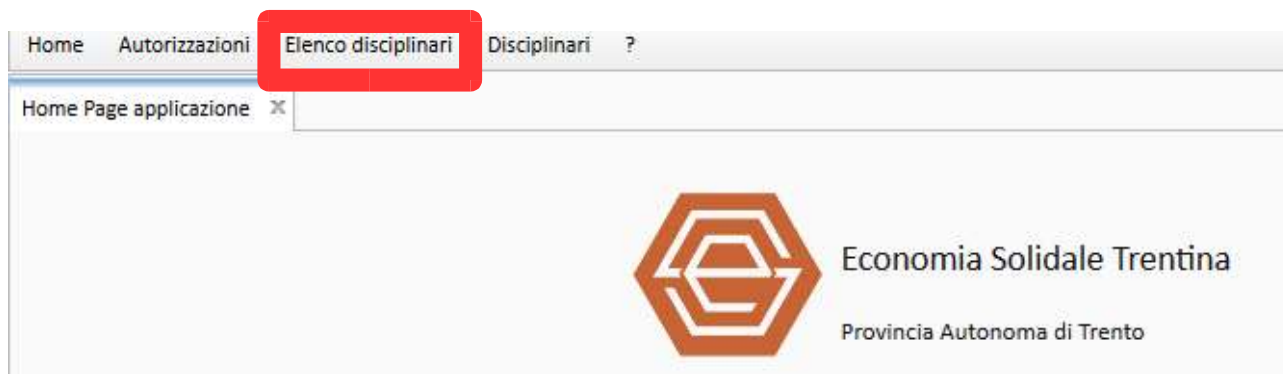 Home Autorizzazioni Elenco disciplinari Disciplinari ?
Home Page applicazione x
Economia Solidale Trentina
Provincia Autonoma di Trento